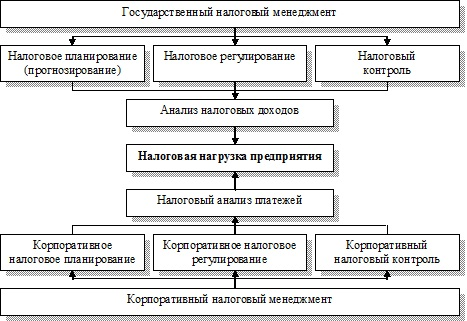 Государственный налоговый менеджмент
Налоговое планирование
(прогнозирование)
Налоговое регулирование
Налоговый
контроль
Анализ налоговых доходов
Налоговая нагрузка предприятия
Налоговый анализ платежей
Корпоративное
налоговое планирование
Корпоративное налоговое
регулирование
Корпоративный
налоговый контроль
Корпоративный налоговый менеджмент